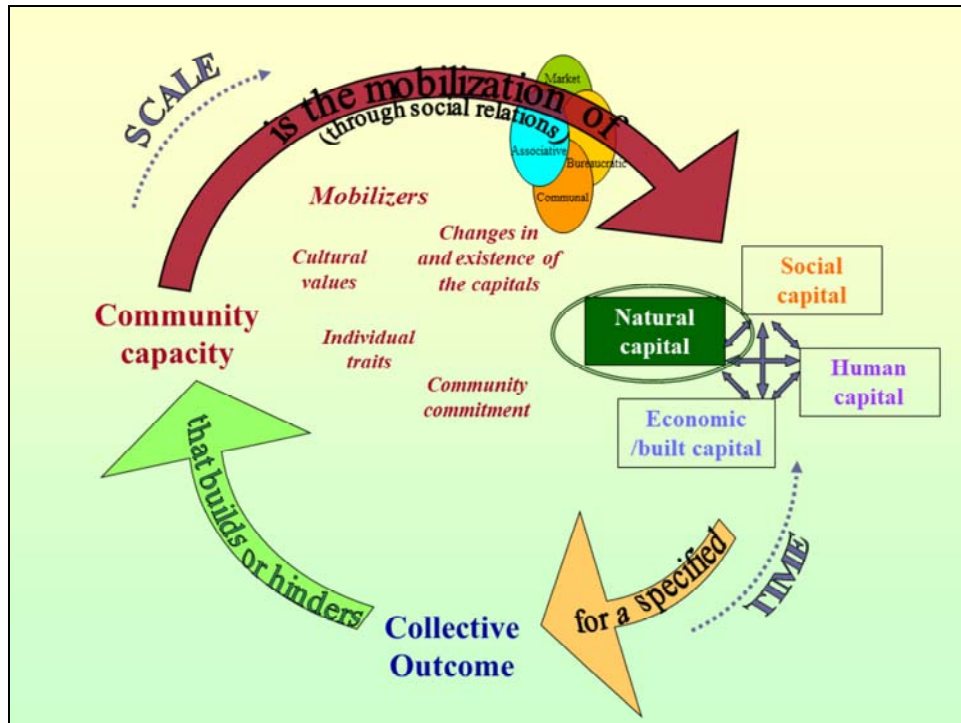 SCALE
is the mobilization of
(through social relations)
Market
Associative
Bureaucratic
Communal
Mobilizers
Cultural
values
Changes in
and existence of
the capitals
Individual
traits
Community
commitment
Community
capacity
Social
capital
Natural
capital
Human
capital
Economic
/built capital
TIME
for a specified
Collective
Outcome
that builds or hinders